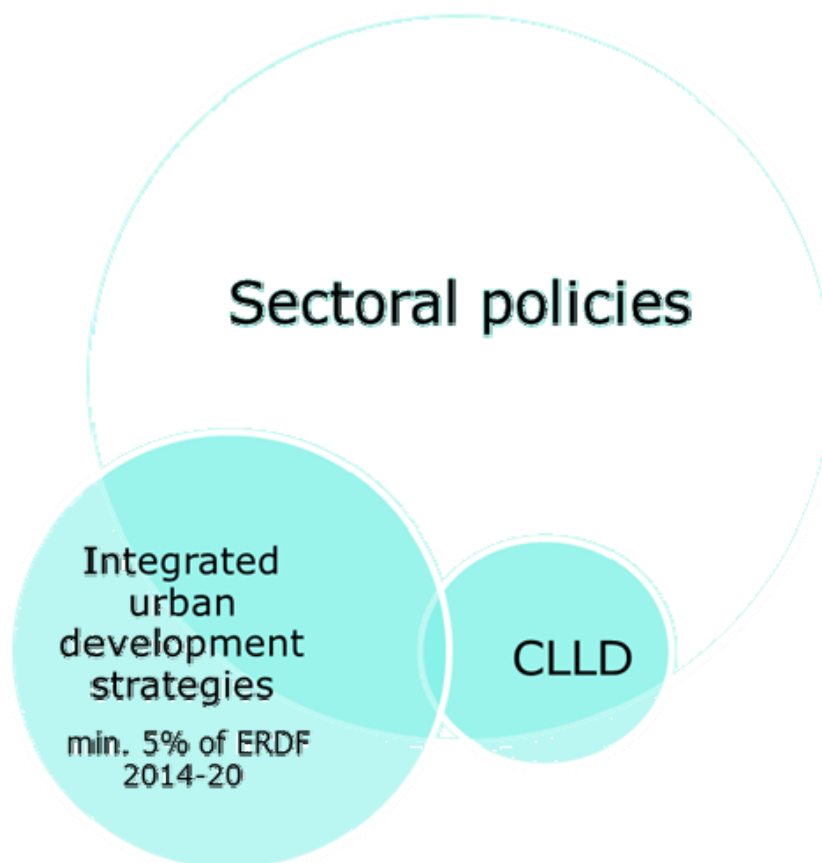 Sectoral policies
Integrated
urban
development
strategies
min. 5% of ERDF
2014-20
CLLD